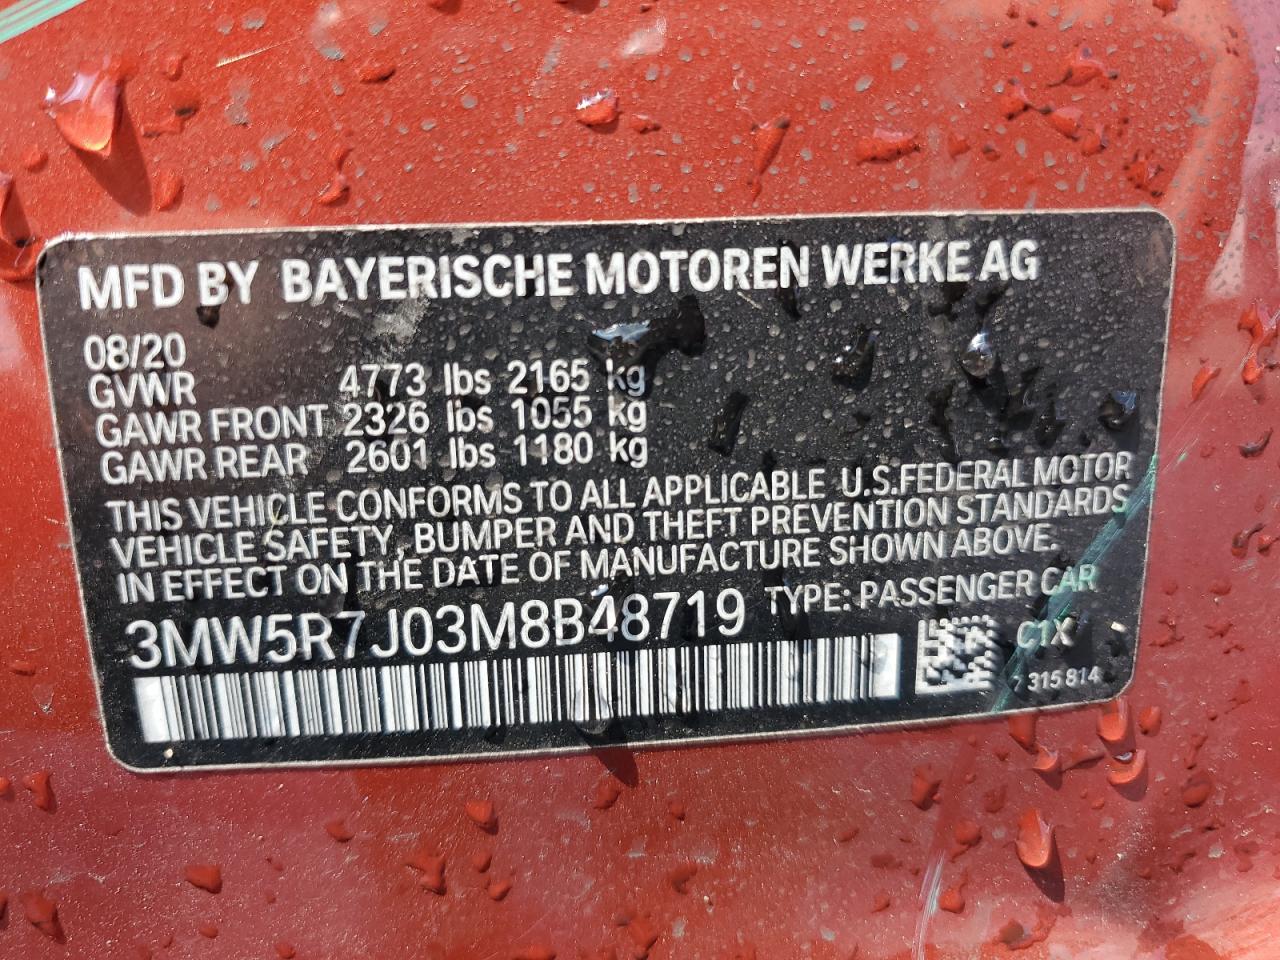 MFD BY BAYERISCHE MOTOREN WERKE AG
08/20
GVWR 4773 lbs 2165 kg
GAWR FRONT 2326 lbs 1055 kg
GAWR REAR 2601 lbs 1180 kg
THIS VEHICLE CONFORMS TO ALL APPLICABLE U.S.FEDERAL MOTOR
VEHICLE SAFETY, BUMPER AND THEFT PREVENTION STANDARDS
IN EFFECT ON THE DATE OF MANUFACTURE SHOWN ABOVE.
3MW5R7J03M8B48719 TYPE: PASSENGER CAR
C1X
315814